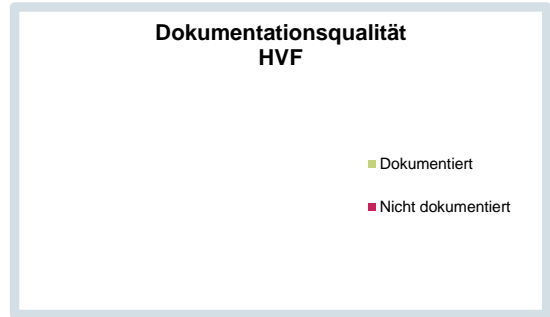 Dokumentationsqualität
HVF
Dokumentiert
Nicht dokumentiert